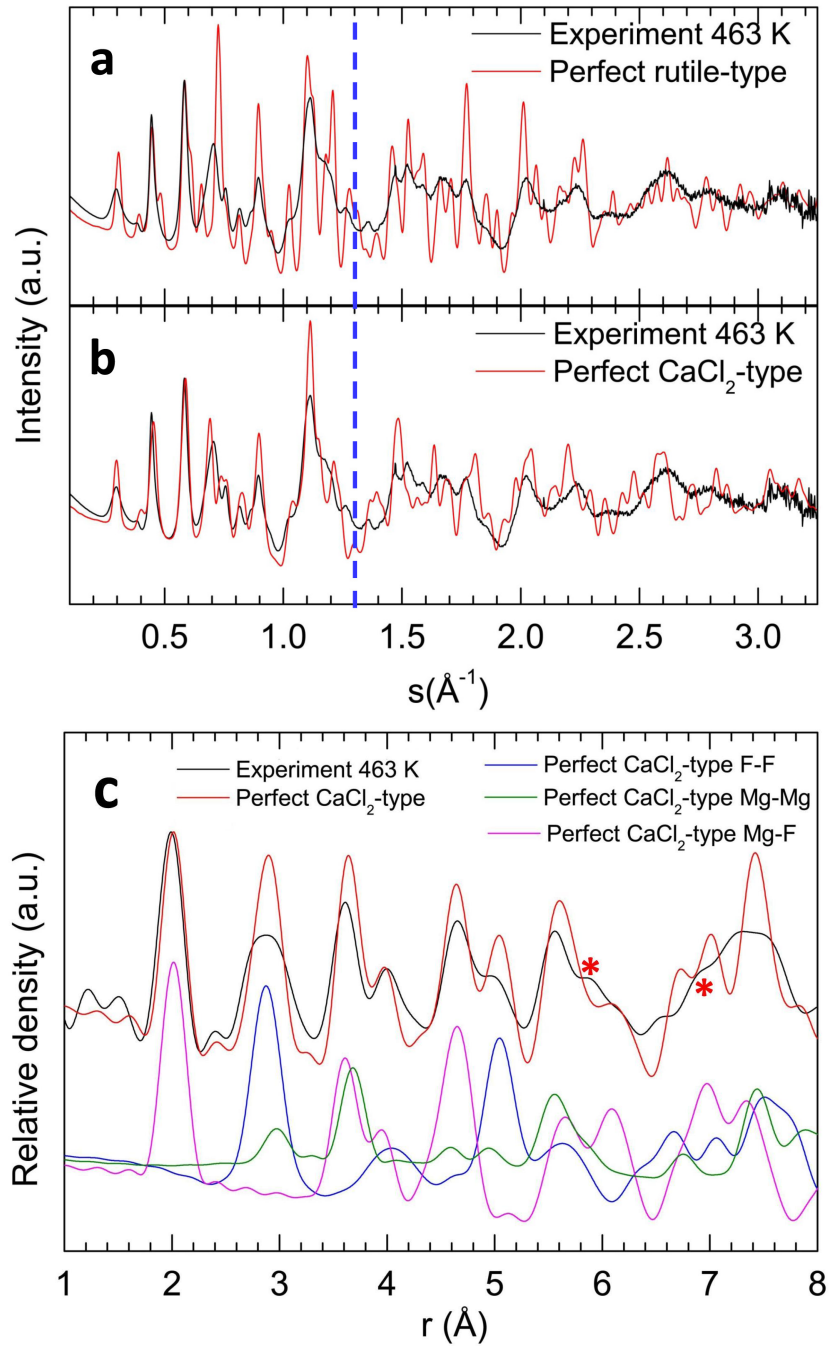 a
Experiment 463 K
Perfect rutile-type
b
Experiment 463 K
Perfect CaCl₂-type
Intensity (a.u.)
0.5 1.0 1.5 2.0 2.5 3.0
s(Å⁻¹)
c
Experiment 463 K
Perfect CaCl₂-type
Perfect CaCl₂-type F-F
Perfect CaCl₂-type Mg-Mg
Perfect CaCl₂-type Mg-F
*
*
Relative density (a.u.)
1 2 3 4 5 6 7 8
r (Å)